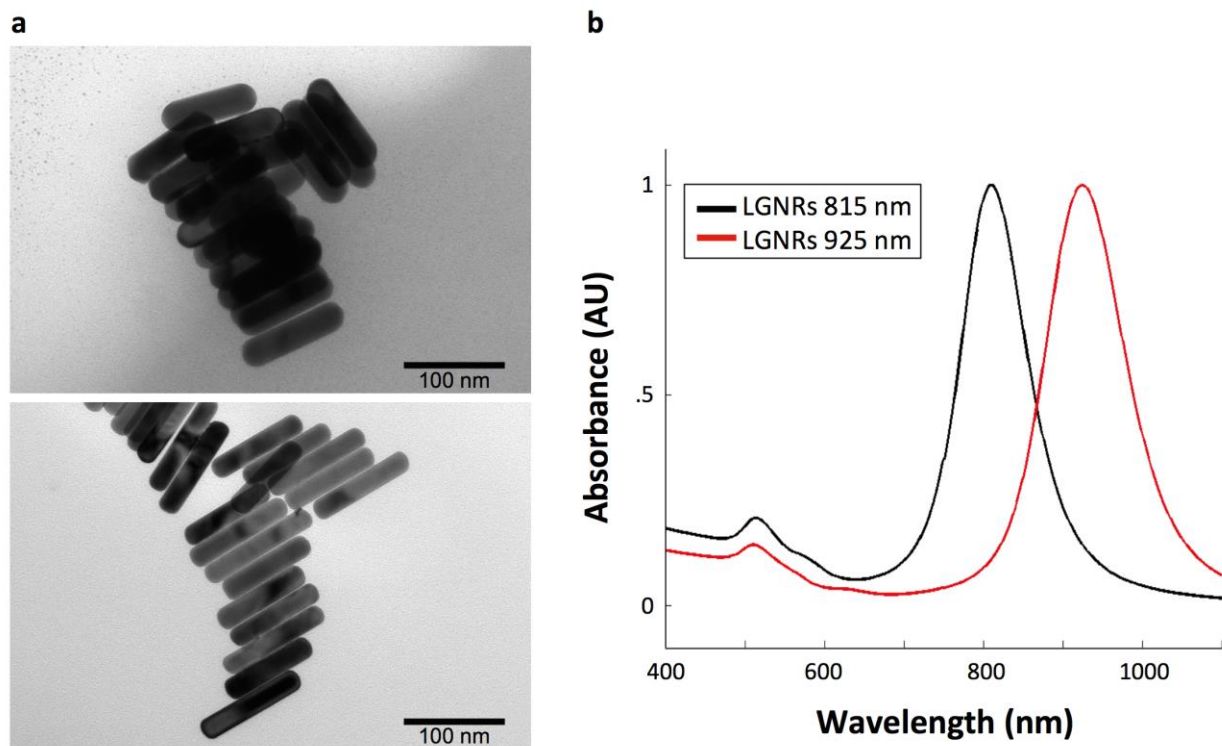 a
100 nm
100 nm
b
Absorbance (AU)
1
.5
0
LGNRs 815 nm
LGNRs 925 nm
400 600 800 1000
Wavelength (nm)